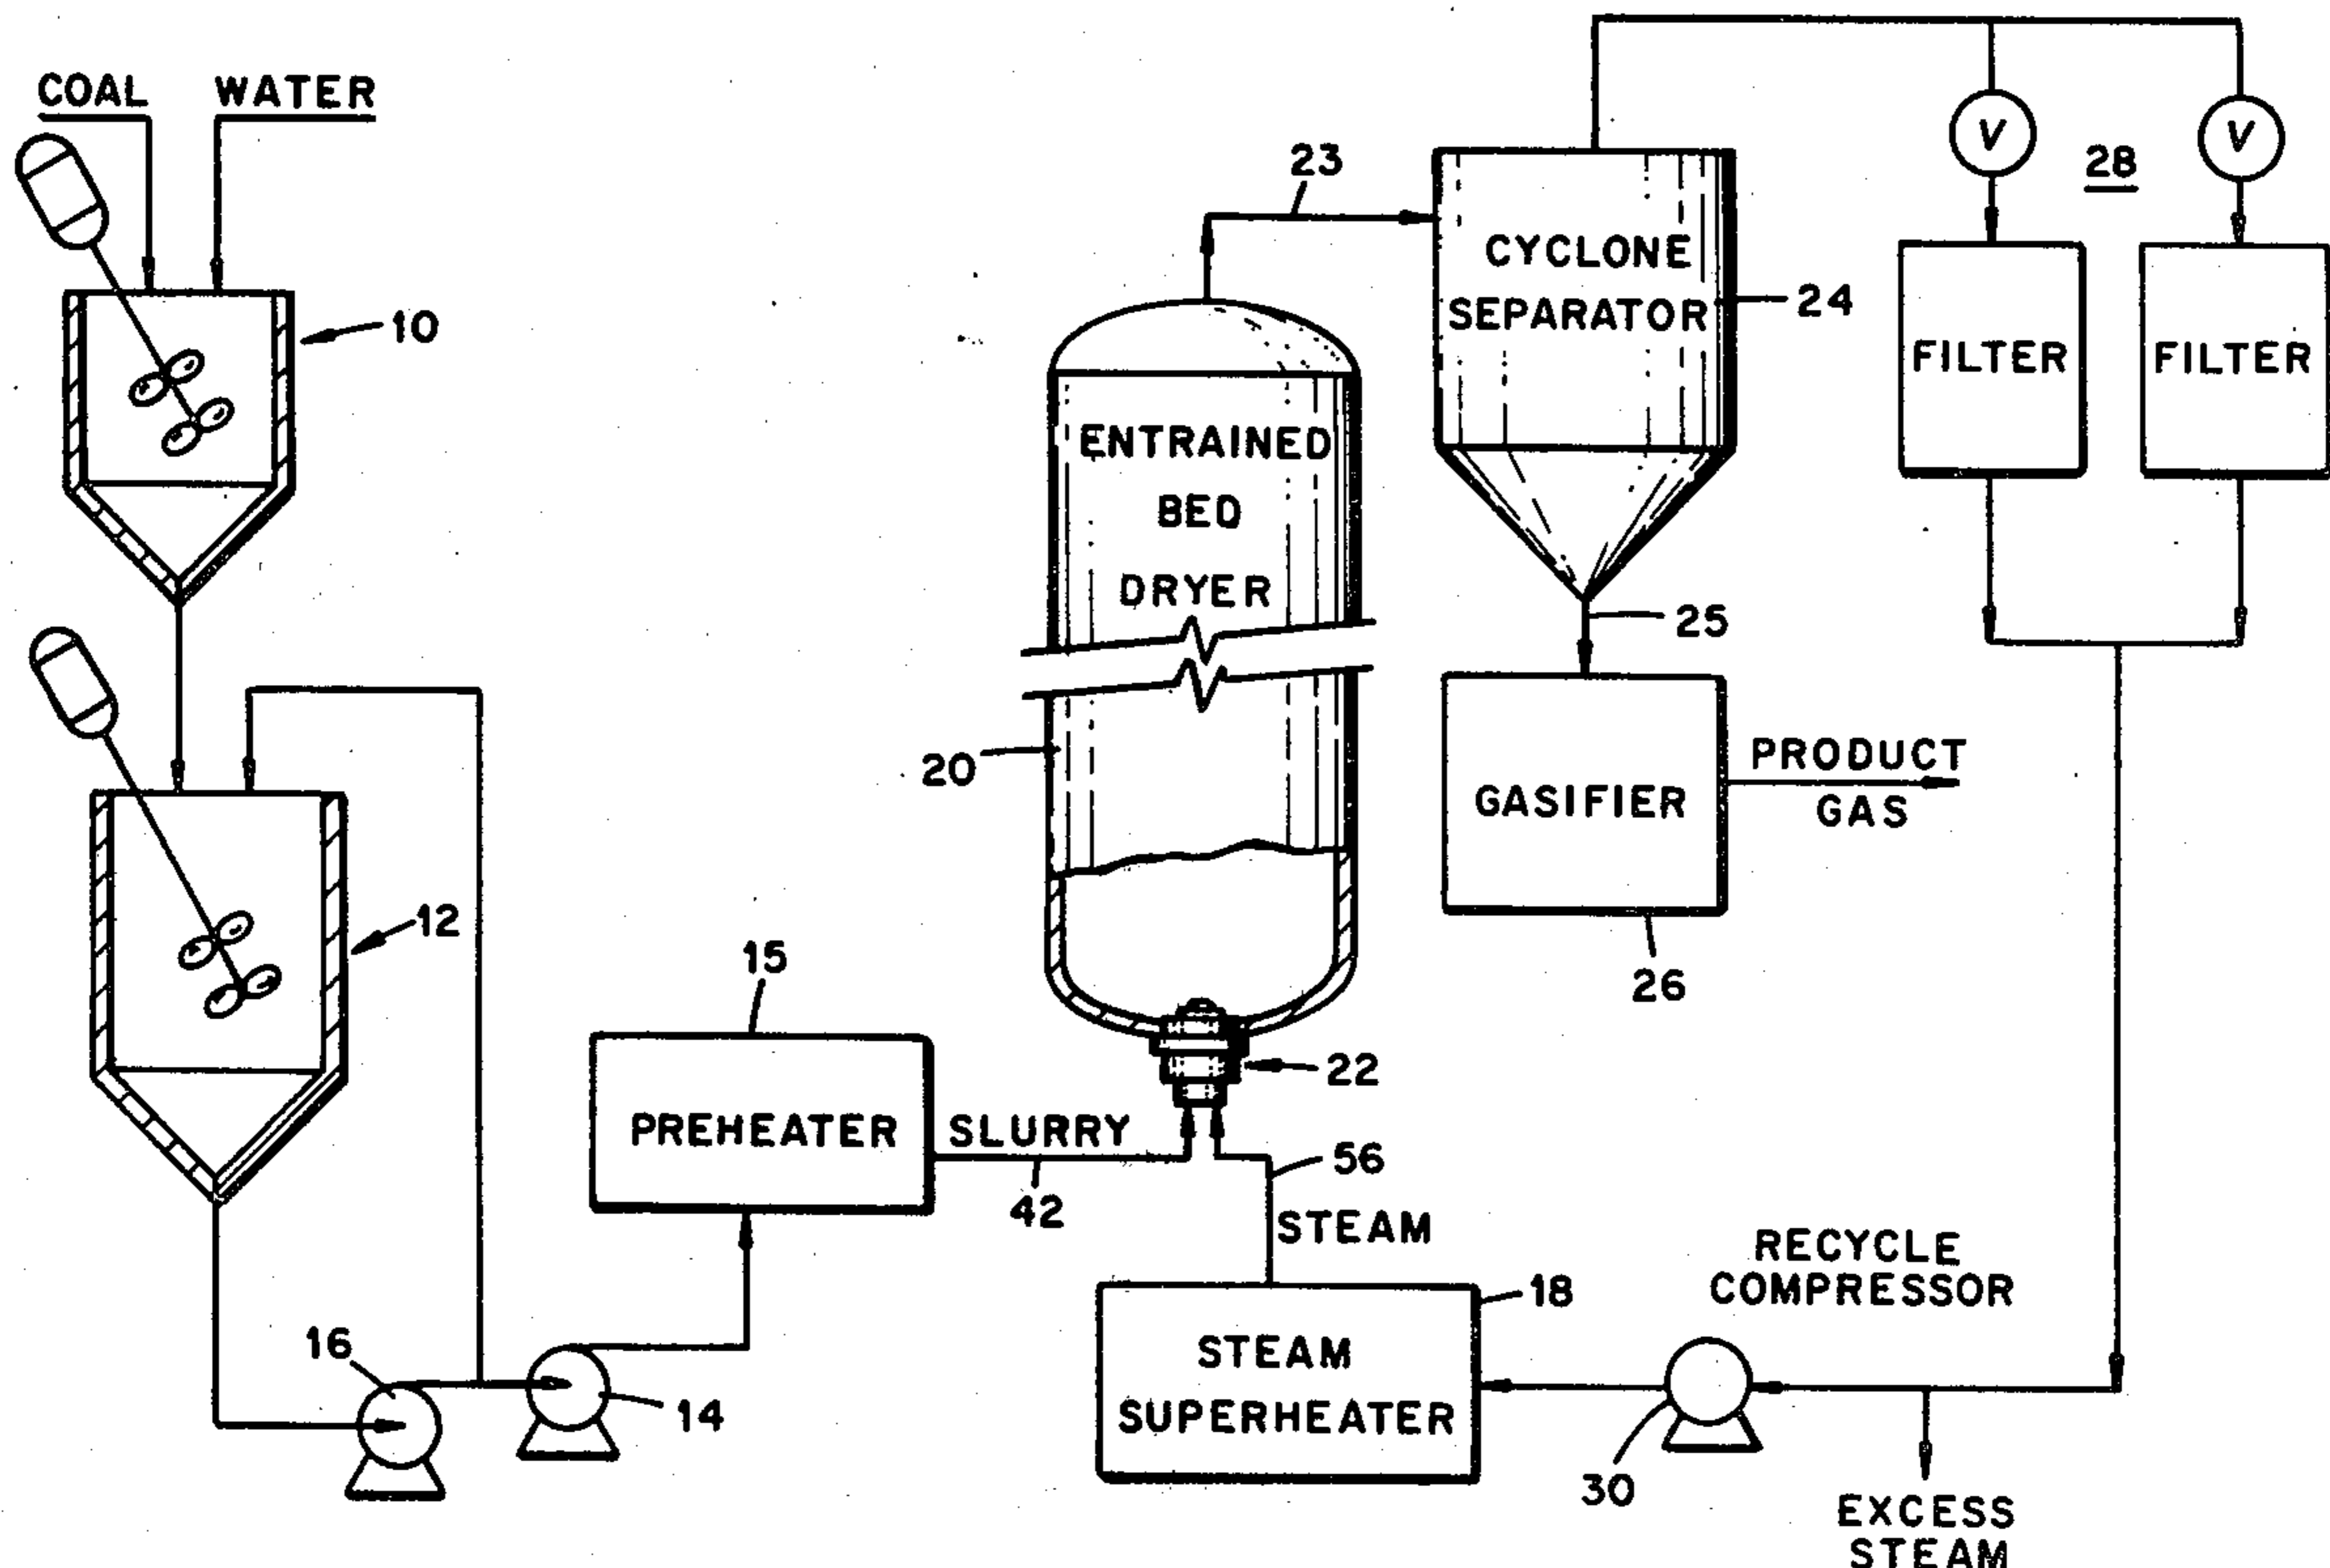 COAL
WATER
10
12
16
14
15
PREHEATER
SLURRY
42
20
ENTRAINED
BED
DRYER
22
56
STEAM
18
STEAM
SUPERHEATER
23
CYCLONE
SEPARATOR
24
25
GASIFIER
26
PRODUCT
GAS
V
V
28
FILTER
FILTER
RECYCLE
COMPRESSOR
30
EXCESS
STEAM